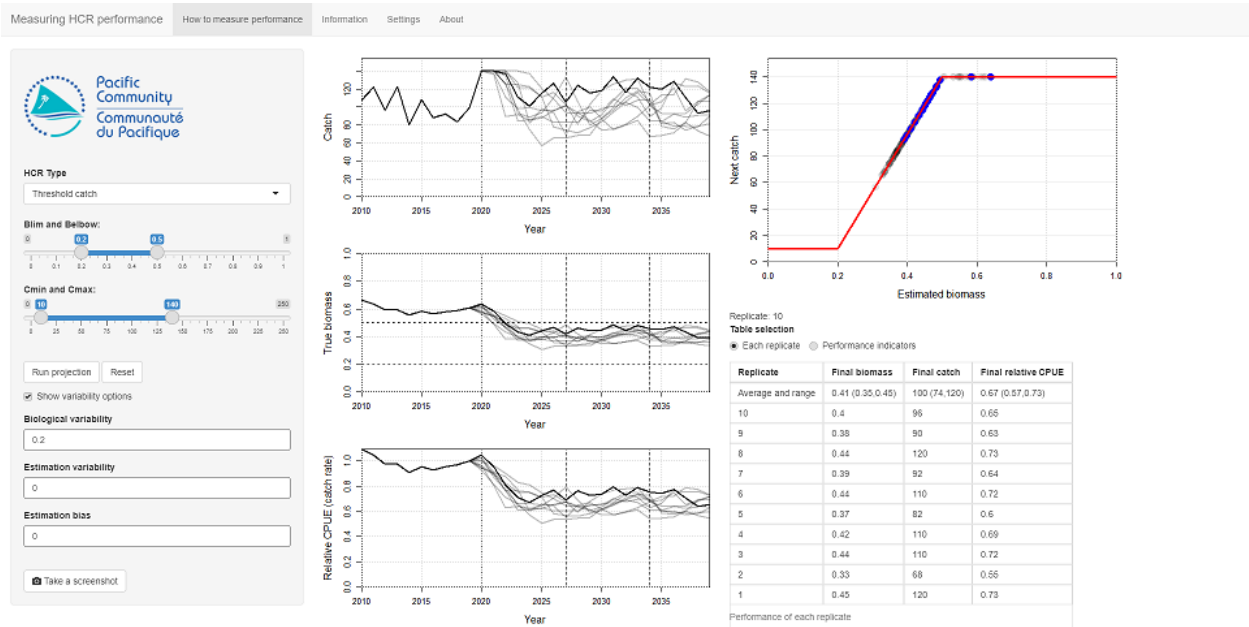 Measuring HCR performance How to measure performance Information Settings About
Pacific
Community
Communauté
du Pacifique
HCR Type
Threshold catch
Blim and Belbow:
0 0.2 0.5 1
0 0.1 0.2 0.3 0.4 0.5 0.6 0.7 0.8 0.9 1
Cmin and Cmax:
0 10 140 250
0 25 50 75 100 125 150 175 200 225 250
Run projection Reset
Show variability options
Biological variability
0.2
Estimation variability
0
Estimation bias
0
Take a screenshot
Catch
0 20 40 60 80 120
2010 2015 2020 2025 2030 2035
Year
True biomass
0.0 0.2 0.4 0.6 0.8 1.0
2010 2015 2020 2025 2030 2035
Year
Relative CPUE (catch rate)
0.0 0.2 0.4 0.6 0.8 1.0
2010 2015 2020 2025 2030 2035
Year
Next catch
0 20 40 60 80 100 120 140
0.0 0.2 0.4 0.6 0.8 1.0
Estimated biomass
Replicate: 10
Table selection
Each replicate Performance indicators
Replicate Final biomass Final catch Final relative CPUE
Average and range 0.41 (0.35,0.45) 100 (74,120) 0.67 (0.57,0.73)
10 0.4 96 0.65
9 0.38 90 0.63
8 0.44 120 0.73
7 0.39 92 0.64
6 0.44 110 0.72
5 0.37 82 0.6
4 0.42 110 0.69
3 0.44 110 0.72
2 0.33 68 0.55
1 0.45 120 0.73
Performance of each replicate